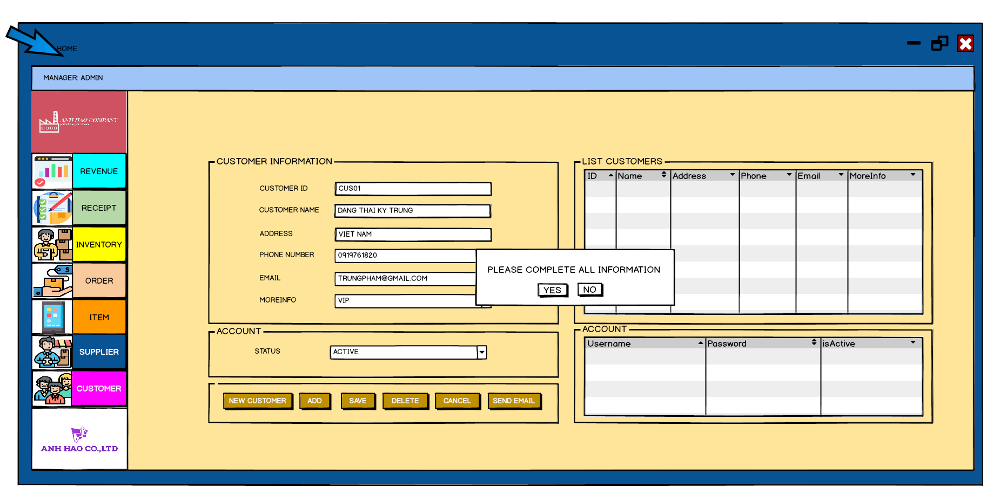 HOME
MANAGER: ADMIN
ANH HAO COMPANY
REVENUE
RECEIPT
INVENTORY
ORDER
ITEM
SUPPLIER
CUSTOMER
ANH HAO CO.,LTD
CUSTOMER INFORMATION
CUSTOMER ID CUS01
CUSTOMER NAME DANG THAI KY TRUNG
ADDRESS VIET NAM
PHONE NUMBER 0919761820
EMAIL TRUNGPHAM@GMAIL.COM
MOREINFO VIP
ACCOUNT
STATUS ACTIVE
NEW CUSTOMER ADD SAVE DELETE CANCEL SEND EMAIL
LIST CUSTOMERS
ID Name Address Phone Email MoreInfo
PLEASE COMPLETE ALL INFORMATION
YES NO
ACCOUNT
Username Password isActive